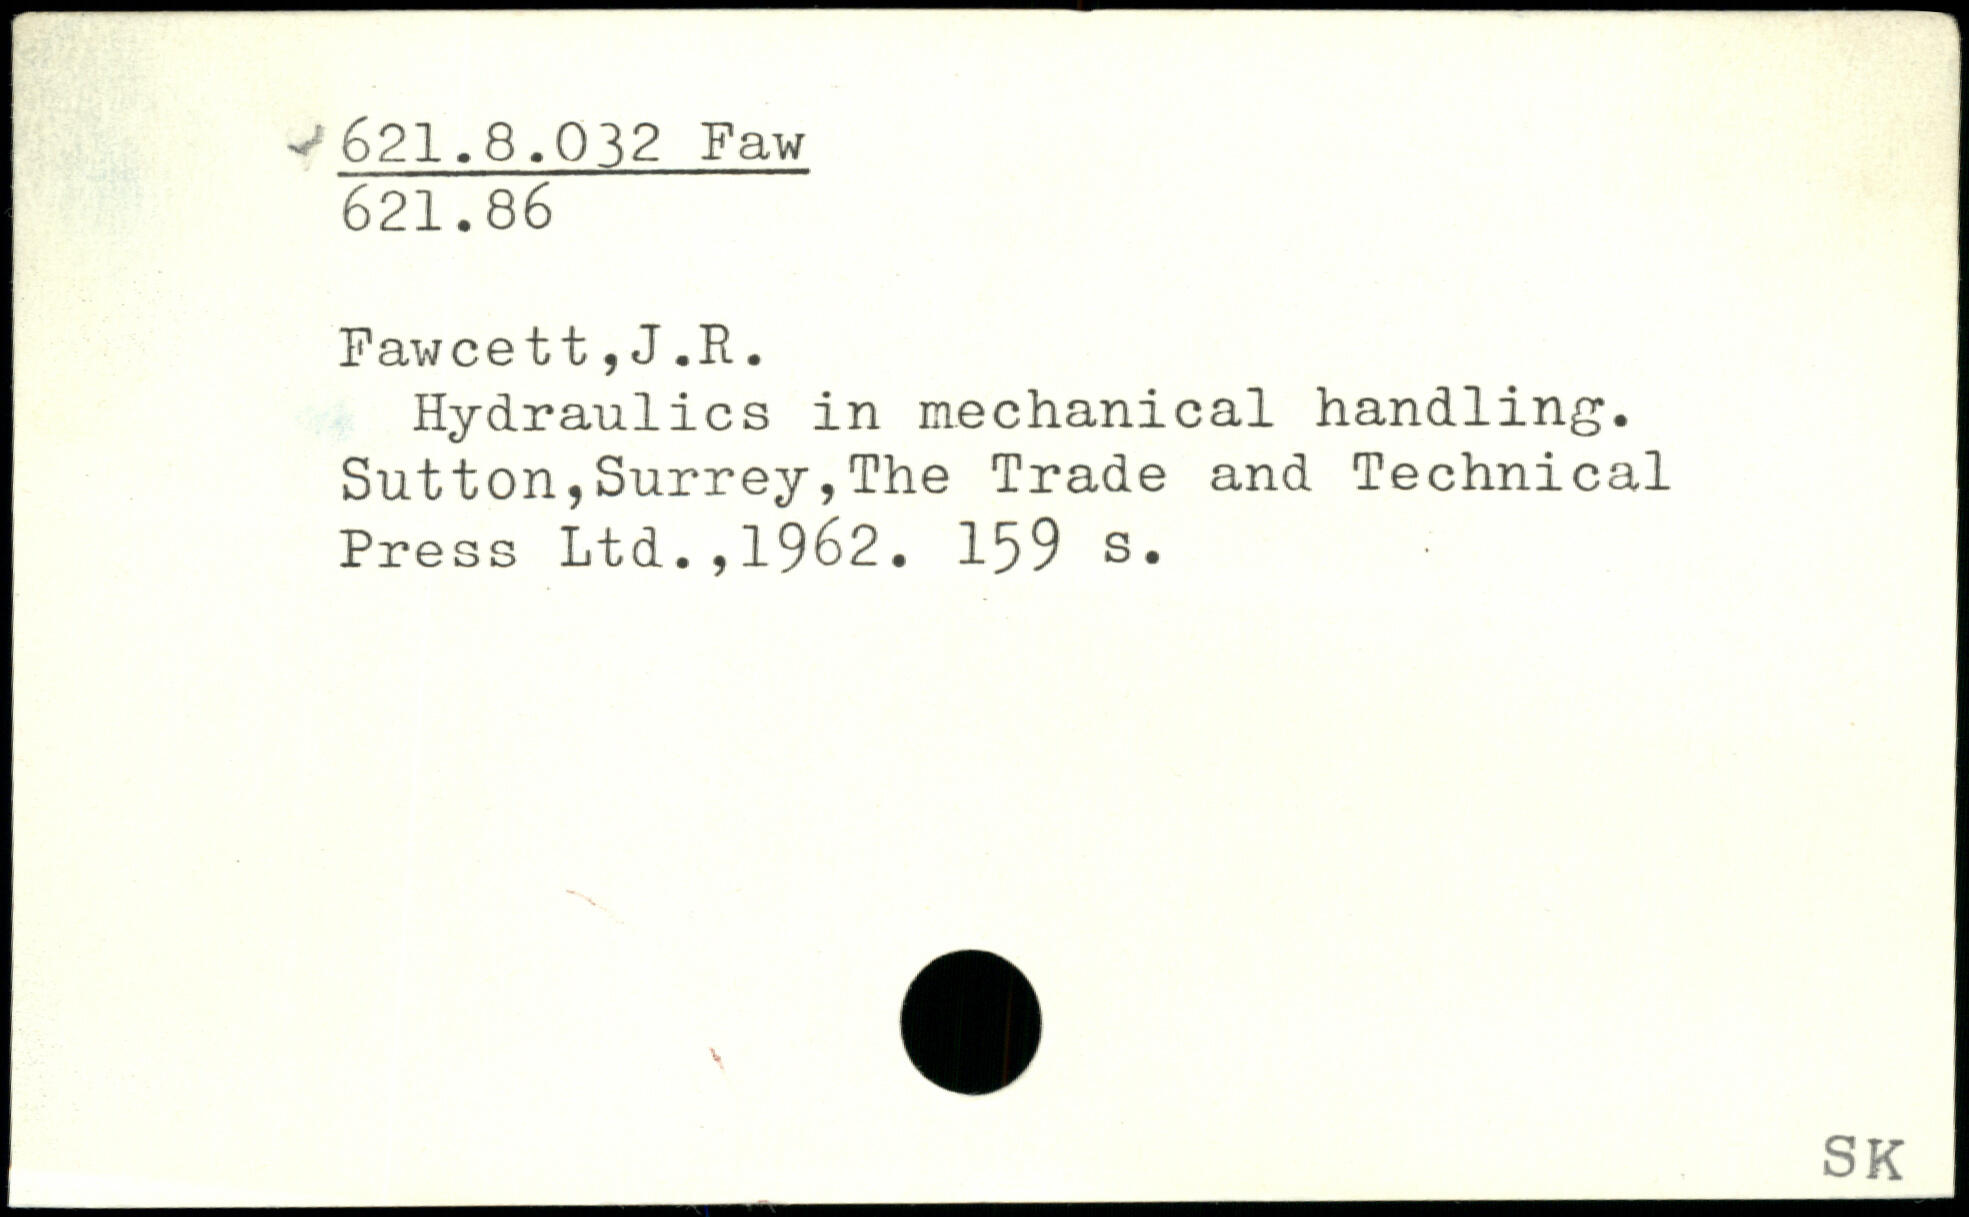 621.8.032 Faw
621.86
Fawcett,J.R.
Hydraulics in mechanical handling.
Sutton,Surrey,The Trade and Technical
Press Ltd.,1962. 159 s.
SK